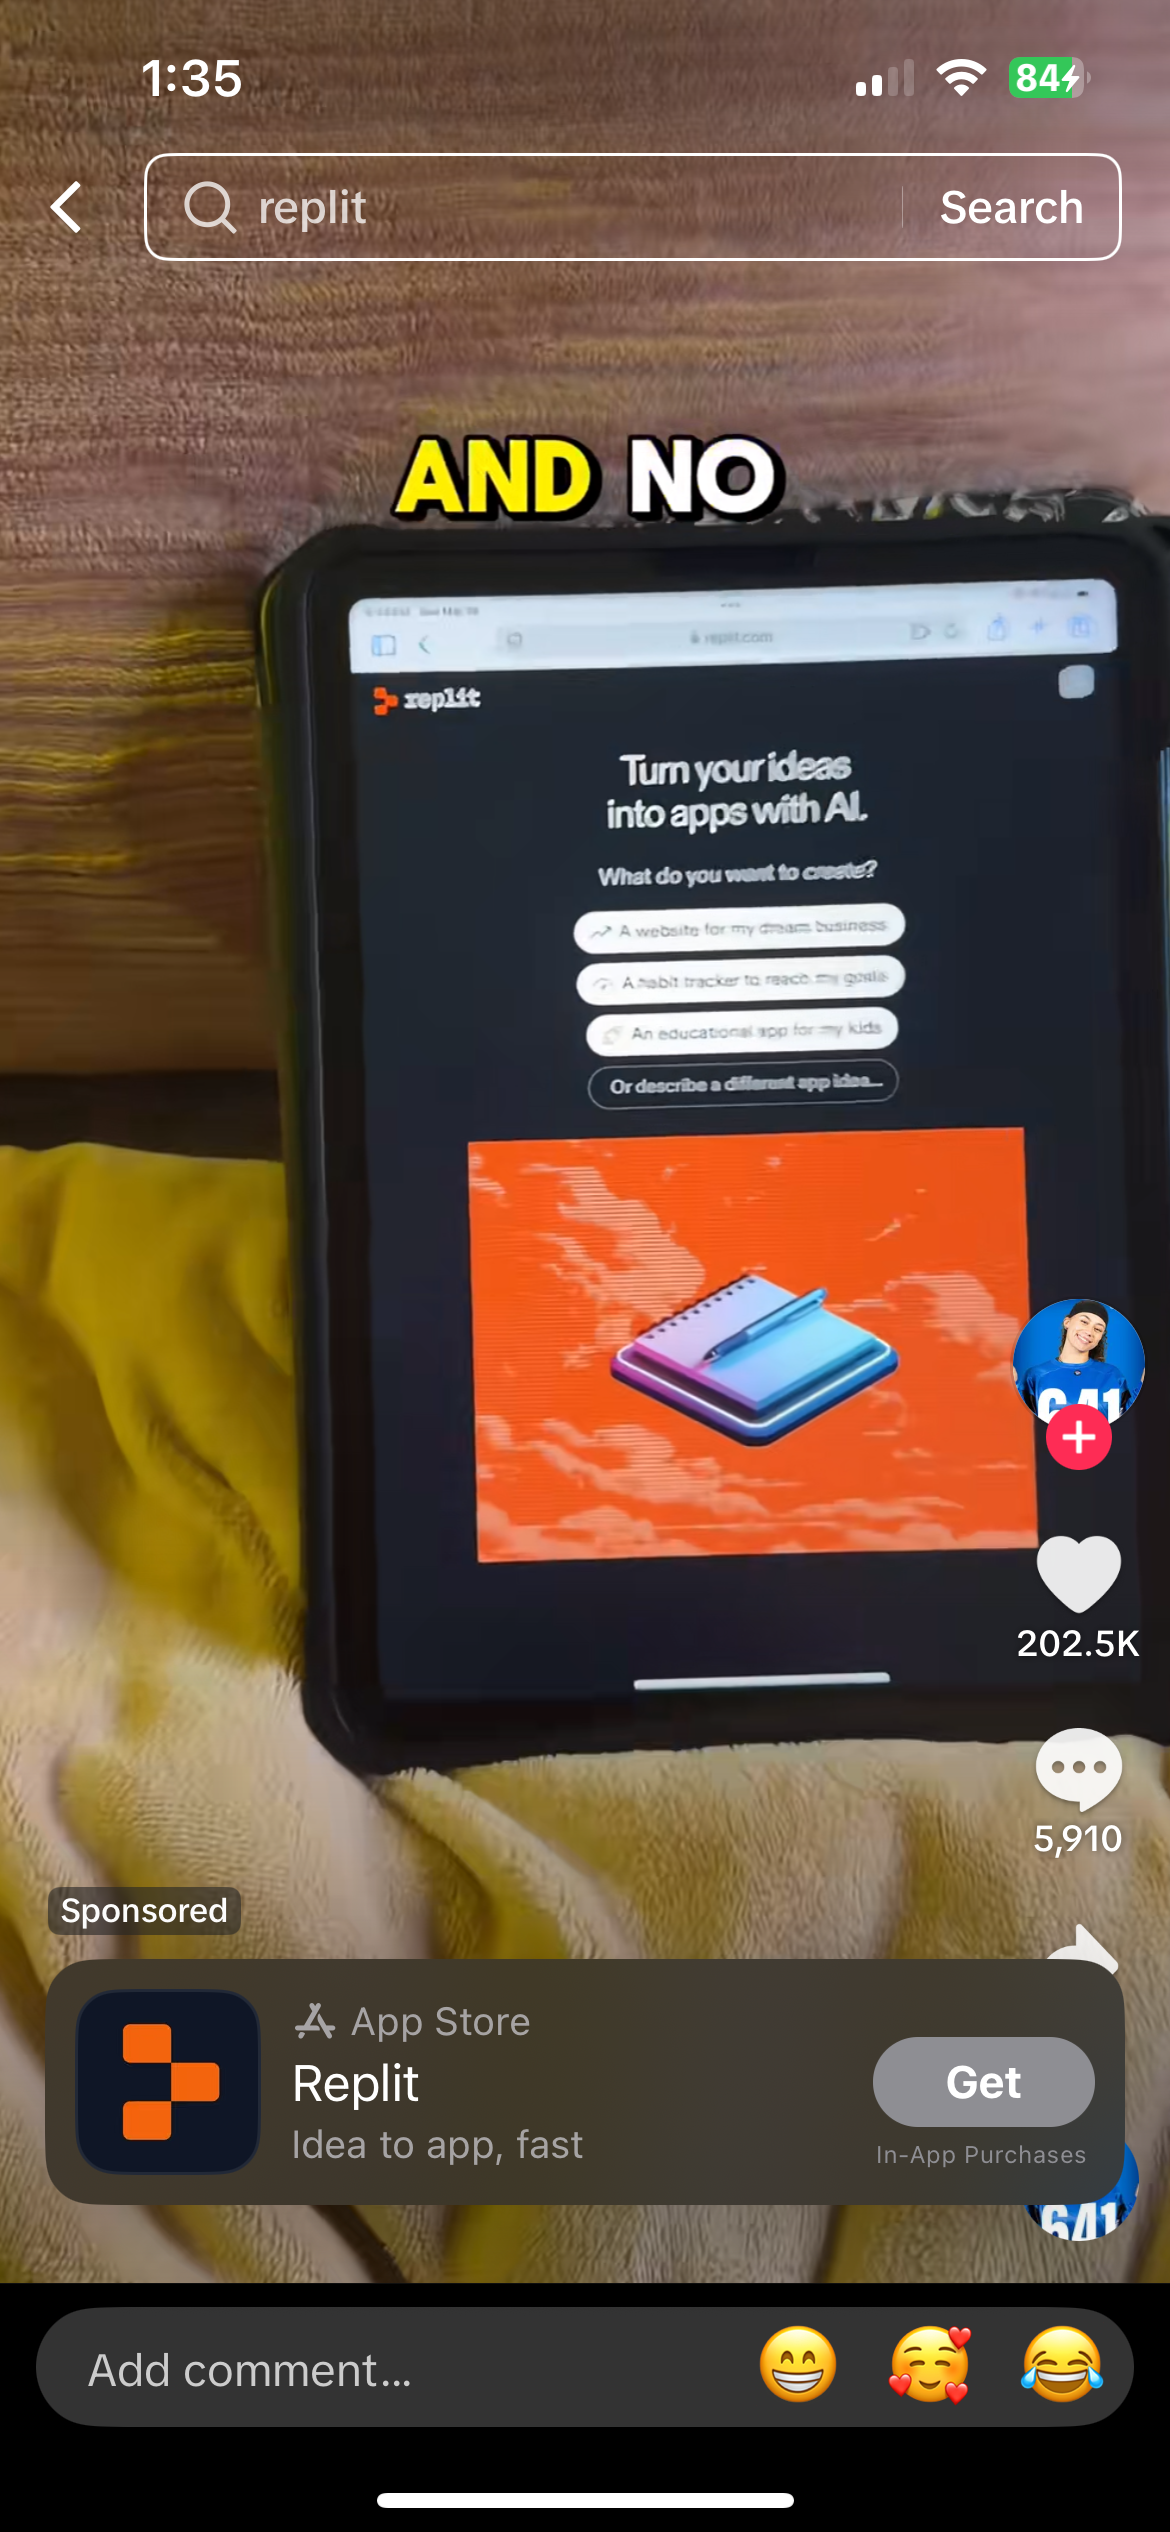 1:35
84
replit
Search
AND NO
replit.com
replit
Turn your ideas
into apps with AI.
What do you want to create?
A website for my dream business
A habit tracker to reach my goals
An educational app for my kids
Or describe a different app idea...
641
202.5K
5,910
Sponsored
App Store
Replit
Idea to app, fast
Get
In-App Purchases
641
Add comment...